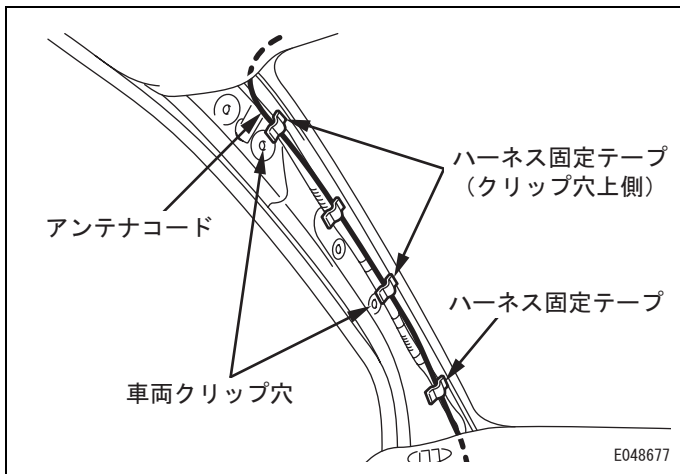 ハーネス固定テープ
（クリップ穴上側）
アンテナコード
ハーネス固定テープ
車両クリップ穴
E048677